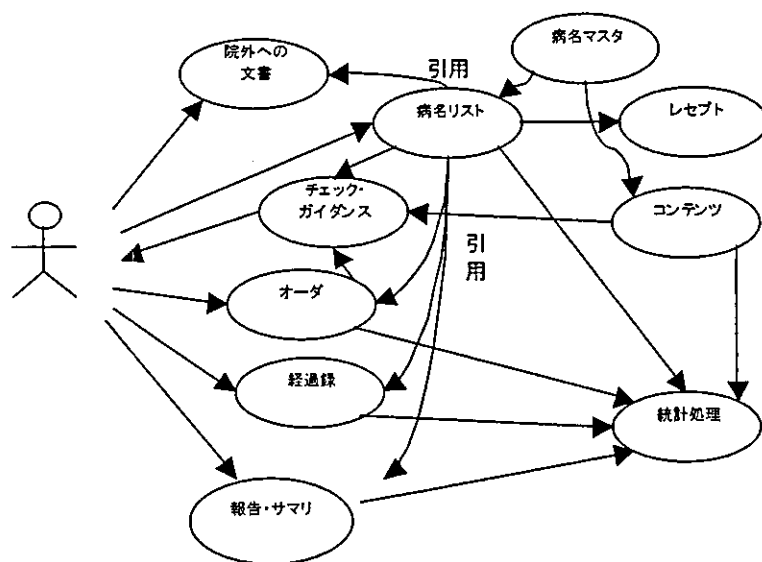 院外への
文書
引用
病名マスタ
病名リスト
レセプト
チェック・
ガイダンス
コンテンツ
引
用
オーダ
経過録
統計処理
報告・サマリ